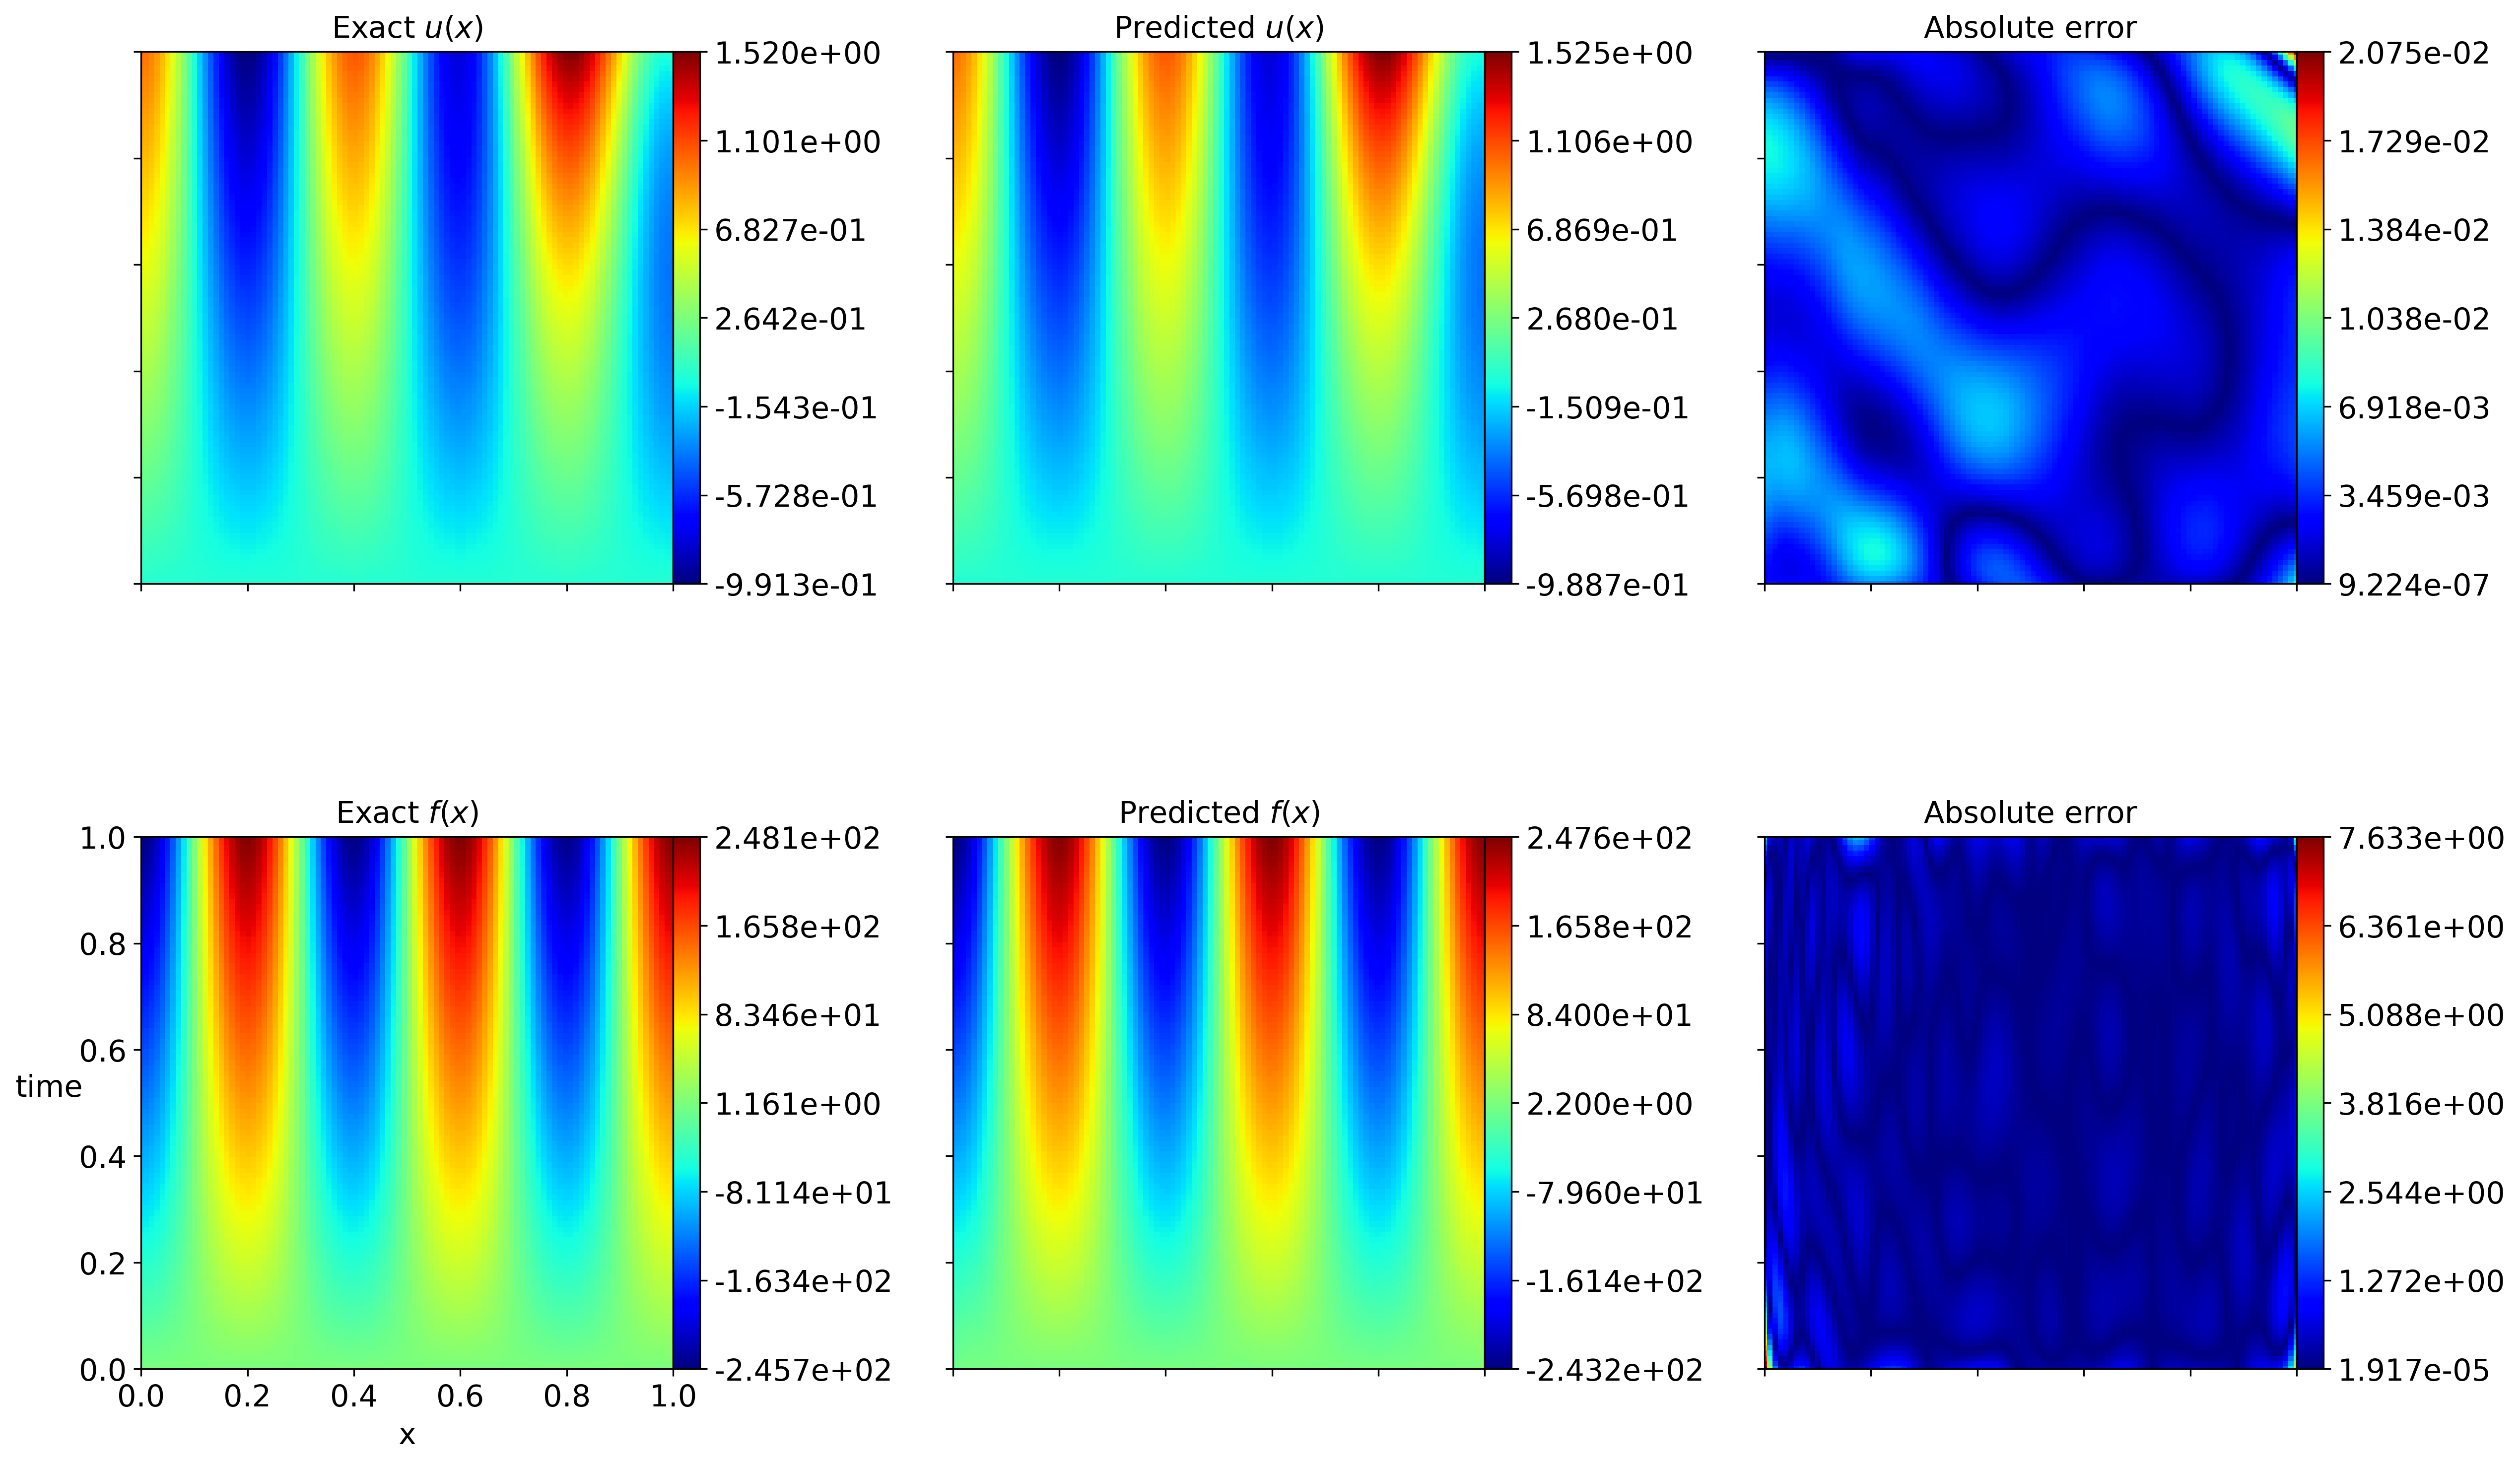 Exact u(x)
1.520e+00
1.101e+00
6.827e-01
2.642e-01
-1.543e-01
-5.728e-01
-9.913e-01
Predicted u(x)
1.525e+00
1.106e+00
6.869e-01
2.680e-01
-1.509e-01
-5.698e-01
-9.887e-01
Absolute error
2.075e-02
1.729e-02
1.384e-02
1.038e-02
6.918e-03
3.459e-03
9.224e-07
Exact f(x)
time
1.0
0.8
0.6
0.4
0.2
0.0
0.0 0.2 0.4 0.6 0.8 1.0
x
2.481e+02
1.658e+02
8.346e+01
1.161e+00
-8.114e+01
-1.634e+02
-2.457e+02
Predicted f(x)
2.476e+02
1.658e+02
8.400e+01
2.200e+00
-7.960e+01
-1.614e+02
-2.432e+02
Absolute error
7.633e+00
6.361e+00
5.088e+00
3.816e+00
2.544e+00
1.272e+00
1.917e-05